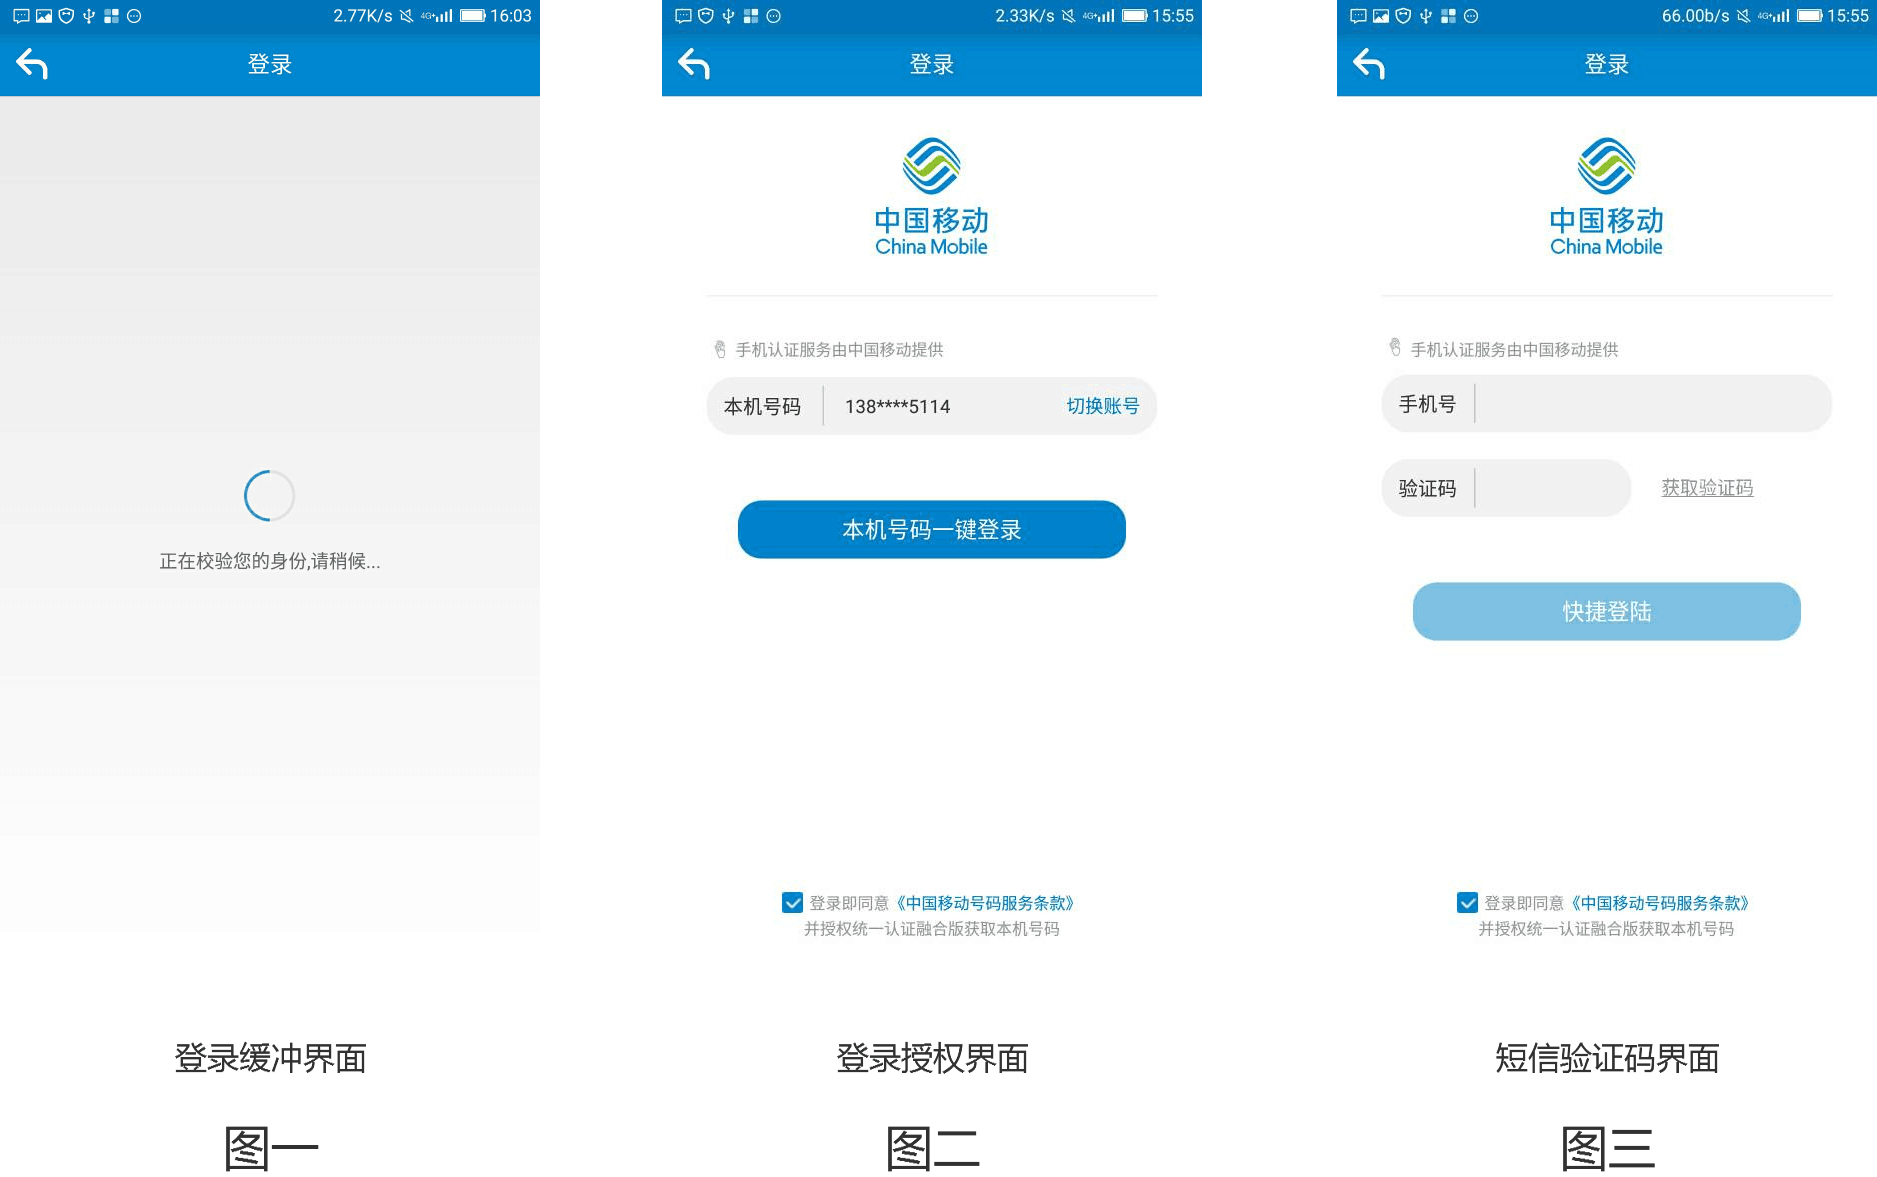 2.77K/s 4G+ 16:03
登录
正在校验您的身份,请稍候...
登录缓冲界面
图一
2.33K/s 4G+ 15:55
登录
中国移动
China Mobile
手机认证服务由中国移动提供
本机号码 138****5114 切换账号
本机号码一键登录
登录即同意《中国移动号码服务条款》
并授权统一认证融合版获取本机号码
登录授权界面
图二
66.00b/s 4G+ 15:55
登录
中国移动
China Mobile
手机认证服务由中国移动提供
手机号
验证码 获取验证码
快捷登陆
登录即同意《中国移动号码服务条款》
并授权统一认证融合版获取本机号码
短信验证码界面
图三